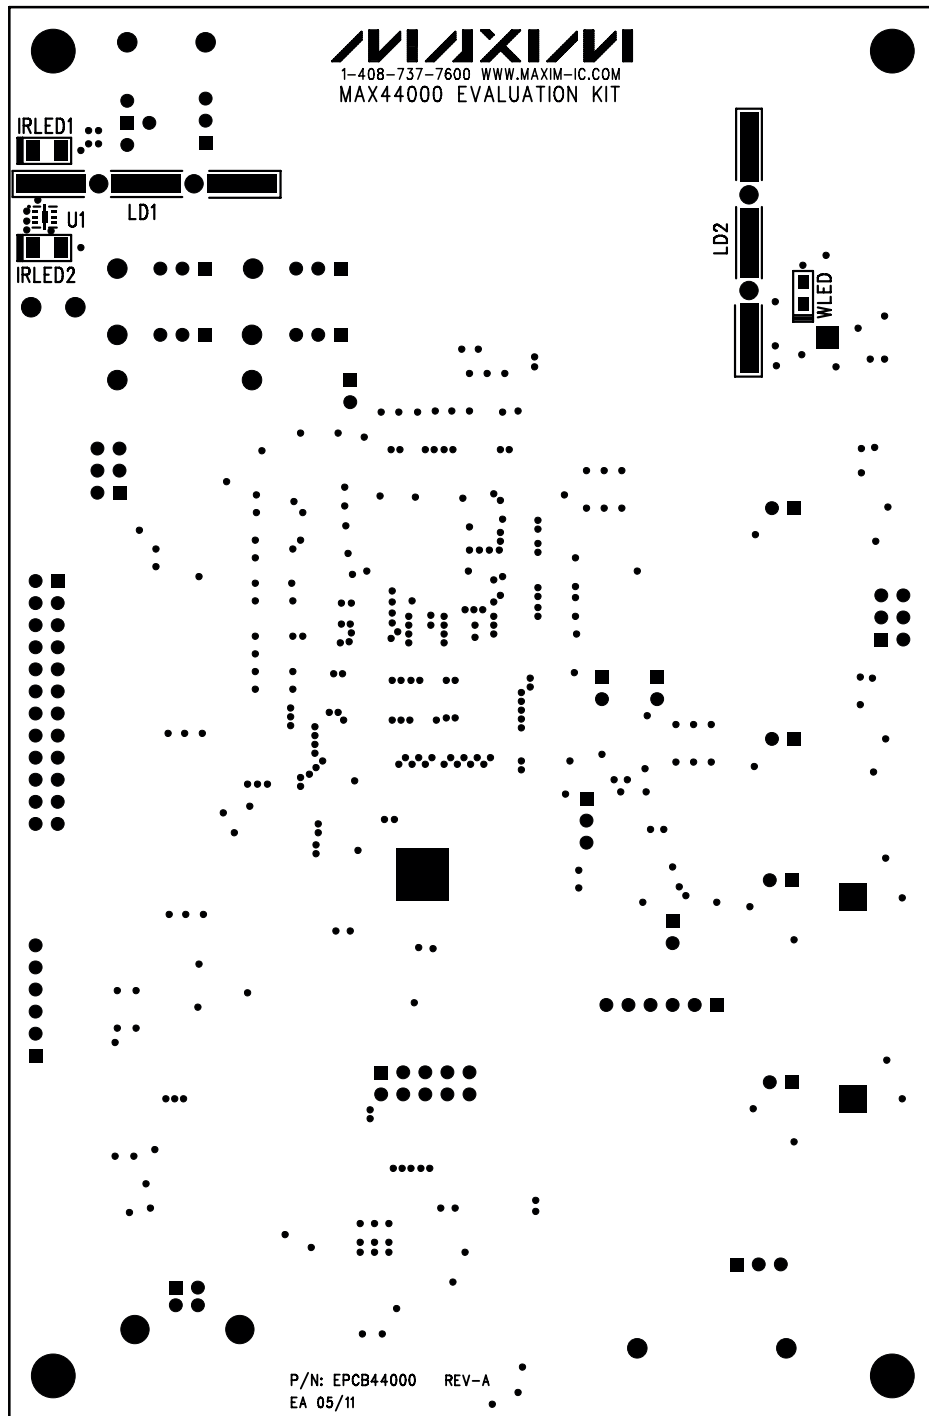 MAXIM
1-408-737-7600 WWW.MAXIM-IC.COM
MAX44000 EVALUATION KIT
IRLED1
LD1
U1
IRLED2
LD2
WLED
P/N: EPCB44000 REV-A
EA 05/11